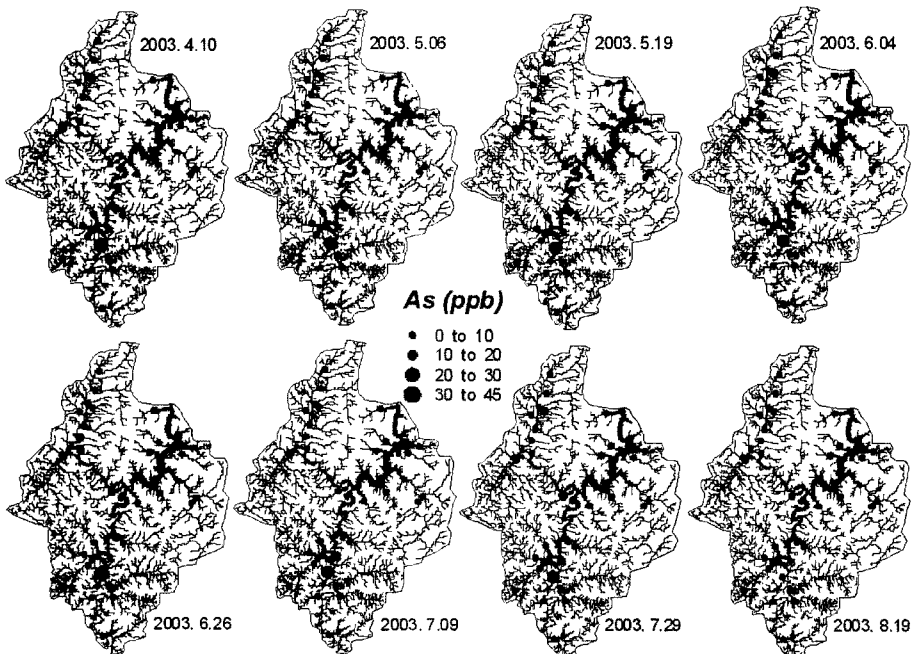 2003. 4.10
2003. 5.06
2003. 5.19
2003. 6.04
As (ppb)
0 to 10
10 to 20
20 to 30
30 to 45
2003. 6.26
2003. 7.09
2003. 7.29
2003. 8.19